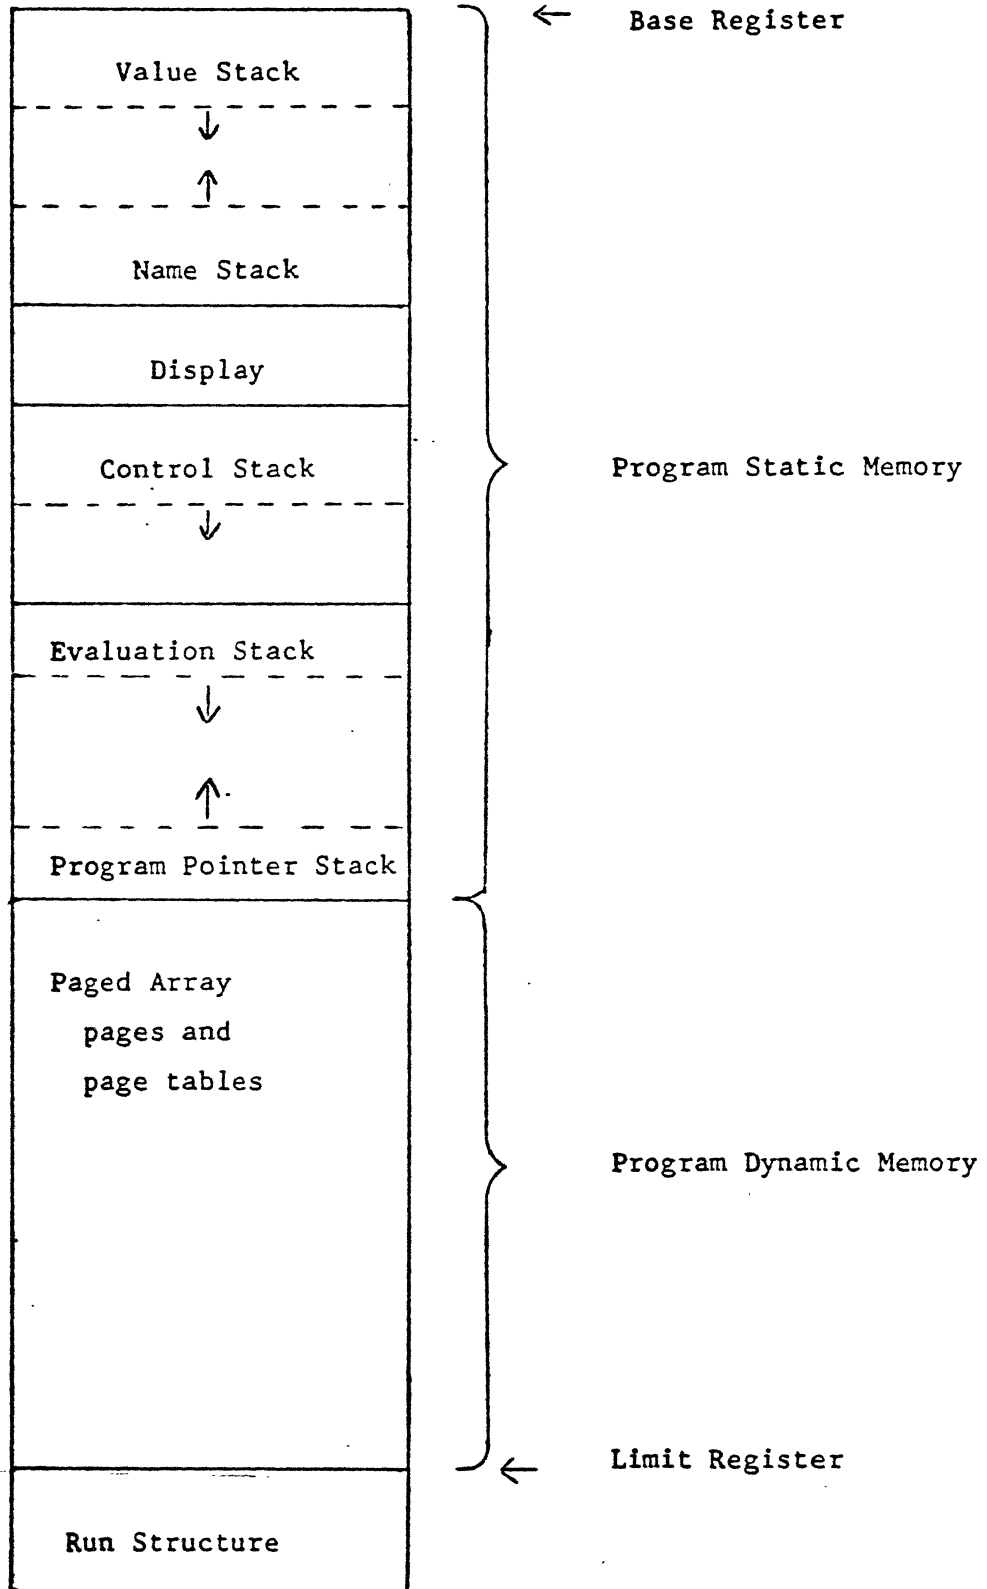 Base Register
Value Stack
Name Stack
Display
Control Stack
Program Static Memory
Evaluation Stack
Program Pointer Stack
Paged Array
pages and
page tables
Program Dynamic Memory
Limit Register
Run Structure